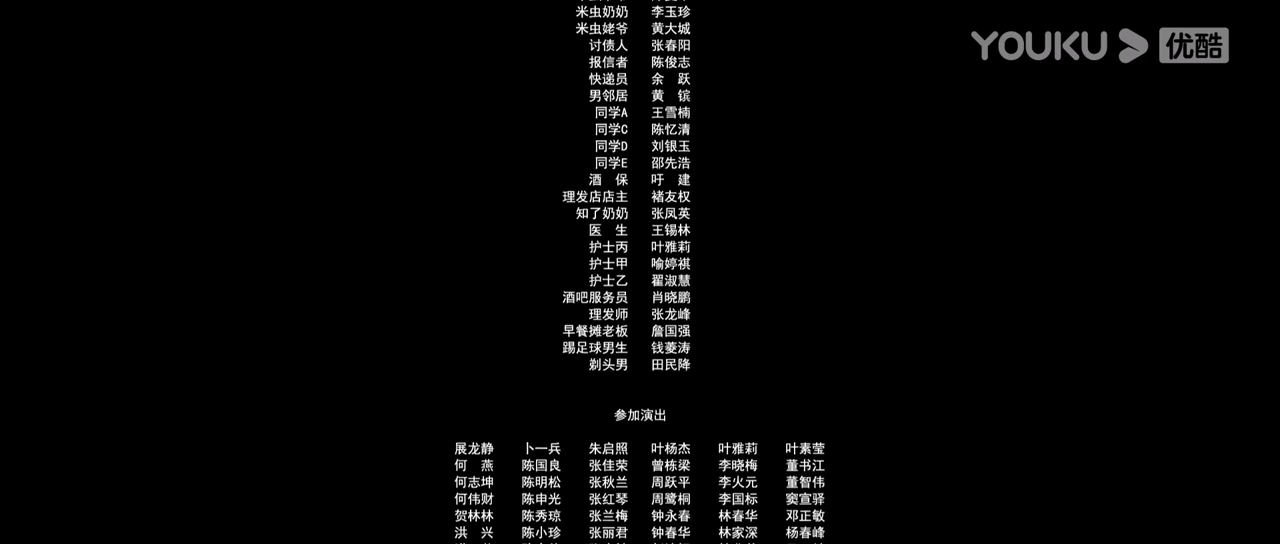 YOUKU 优酷
米虫奶奶 李玉珍
米虫姥爷 黄大城
讨债人 张春阳
报信者 陈俊志
快递员 余 跃
男邻居 黄 镔
同学A 王雪楠
同学C 陈忆清
同学D 刘银玉
同学E 邵先浩
酒 保 吁 建
理发店店主 褚友权
知了奶奶 张凤英
医 生 王锡林
护士丙 叶雅莉
护士甲 喻婷祺
护士乙 翟淑慧
酒吧服务员 肖晓鹏
理发师 张龙峰
早餐摊老板 詹国强
踢足球男生 钱菱涛
剃头男 田民降
参加演出
展龙静 卜一兵 朱启照 叶杨杰 叶雅莉 叶素莹
何 燕 陈国良 张佳荣 曾栋梁 李晓梅 董书江
何志坤 陈明松 张秋兰 周跃平 李火元 董智伟
何伟财 陈申光 张红琴 周鹭桐 李国标 窦宣驿
贺林林 陈秀琼 张兰梅 钟永春 林春华 邓正敏
洪 兴 陈小珍 张丽君 钟春华 林家深 杨春峰